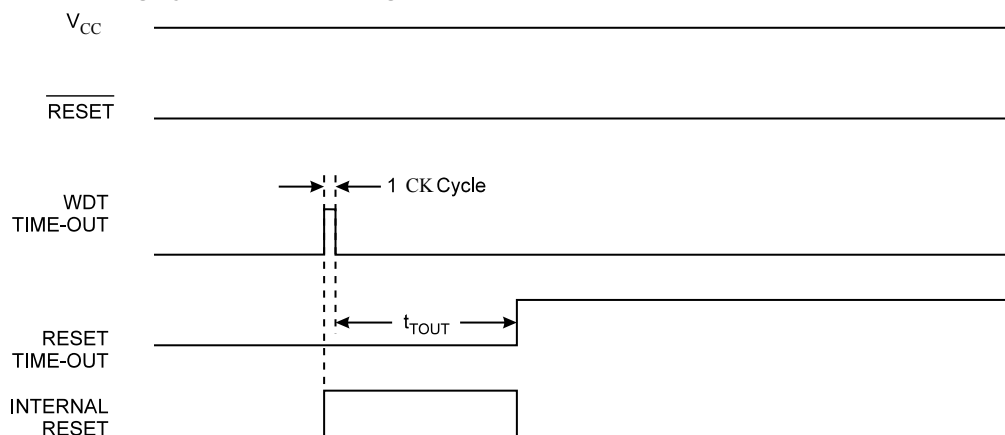 VCC
RESET
1 CK Cycle
WDT
TIME-OUT
tTOUT
RESET
TIME-OUT
INTERNAL
RESET